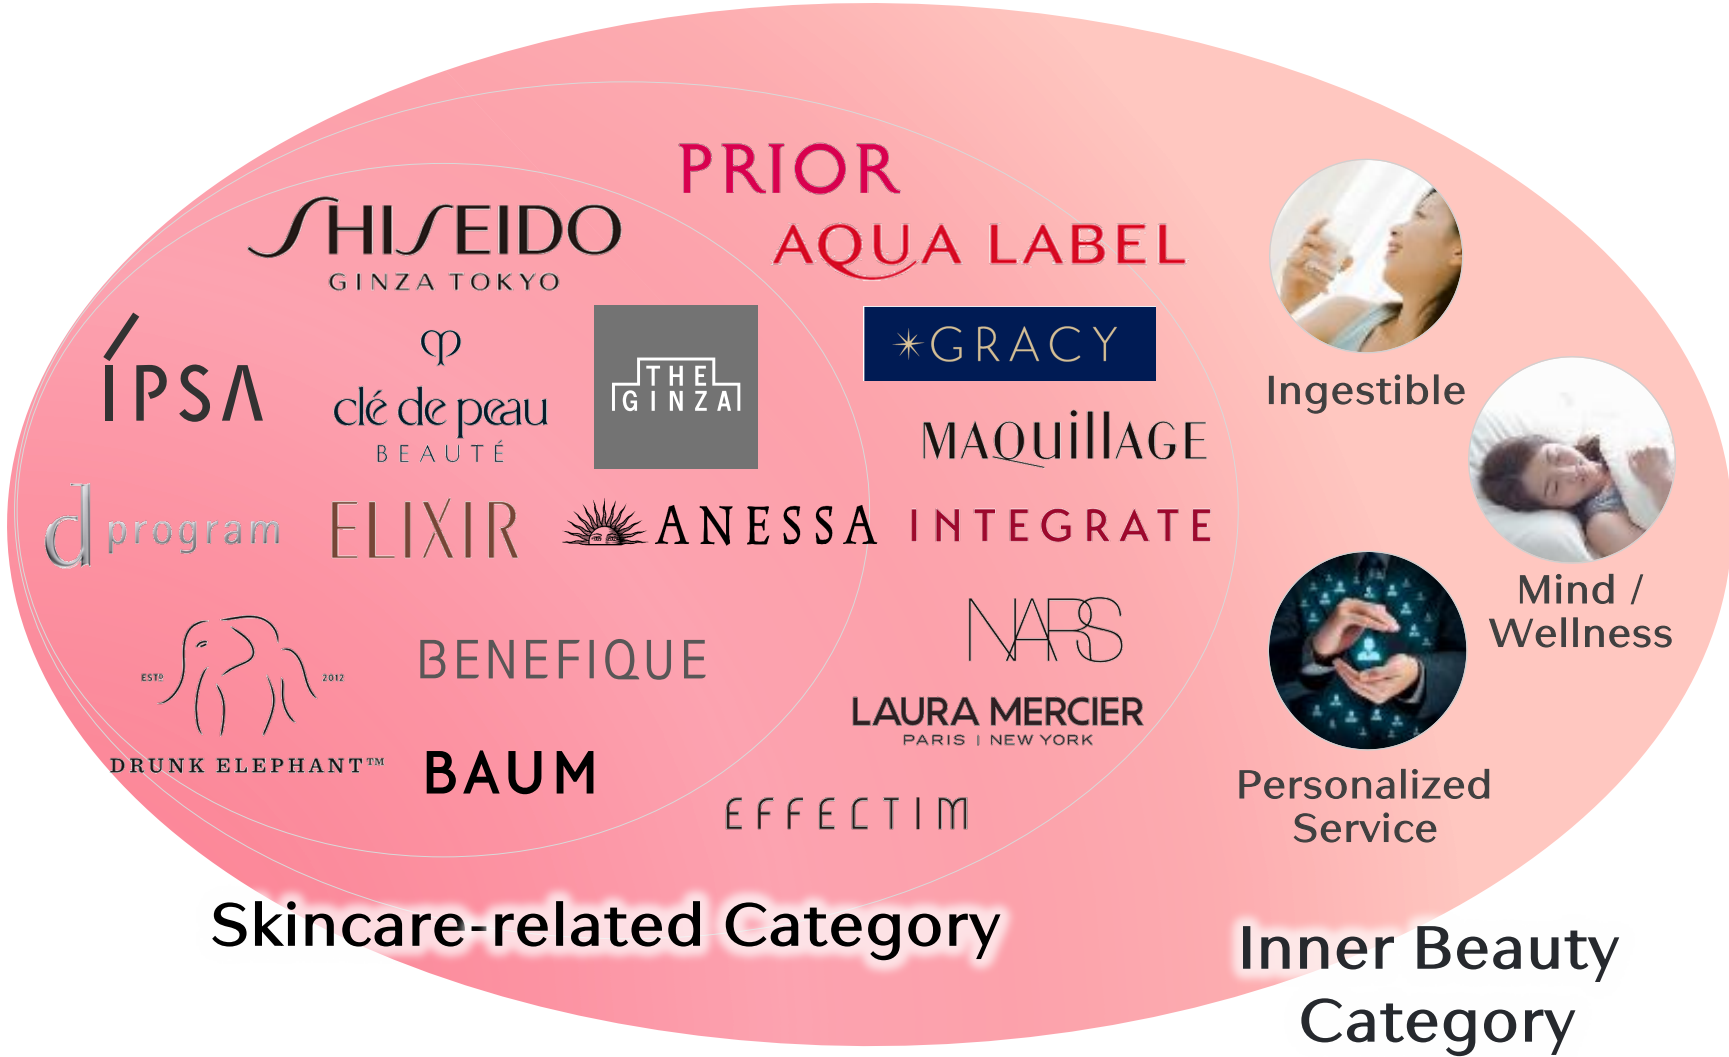 PRIOR
SHISEIDO
GINZA TOKYO
AQUA LABEL
IPSA
clé de peau
BEAUTÉ
THE
GINZA
GRACY
Ingestible
MAQuillAGE
d program
ELIXIR
ANESSA
INTEGRATE
Mind /
Wellness
NARS
ESTD 2012
DRUNK ELEPHANT™
BENEFIQUE
LAURA MERCIER
PARIS | NEW YORK
BAUM
EFFECTIM
Personalized
Service
Skincare-related Category
Inner Beauty
Category